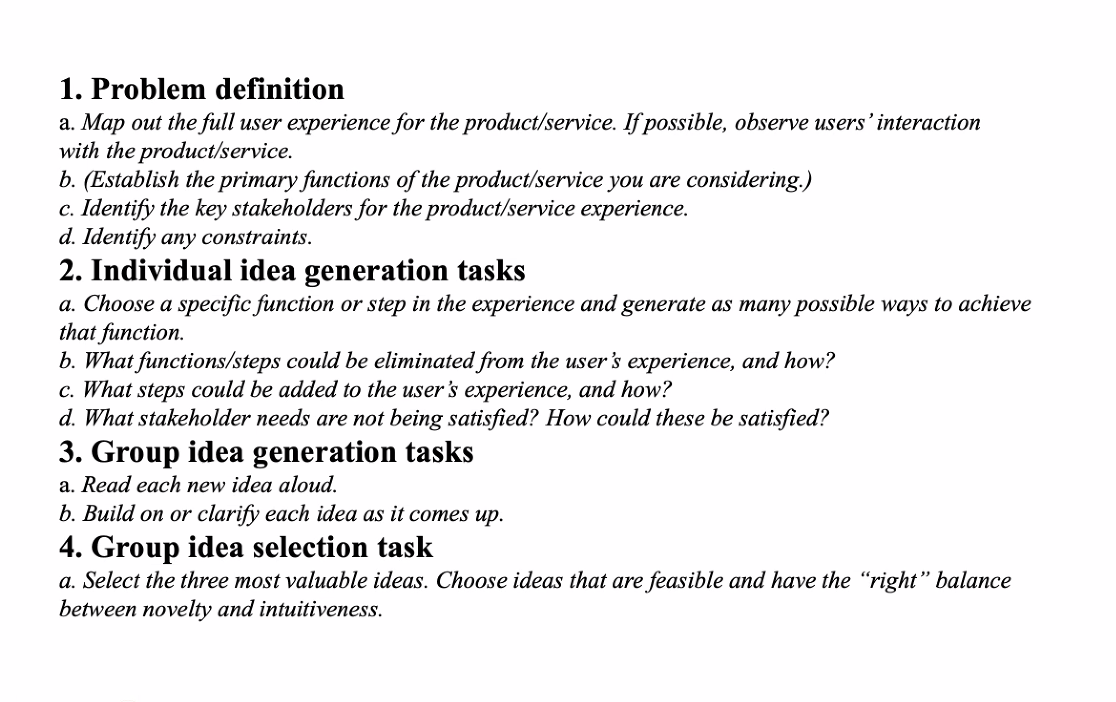 1. Problem definition
a. Map out the full user experience for the product/service. If possible, observe users’ interaction
with the product/service.
b. (Establish the primary functions of the product/service you are considering.)
c. Identify the key stakeholders for the product/service experience.
d. Identify any constraints.
2. Individual idea generation tasks
a. Choose a specific function or step in the experience and generate as many possible ways to achieve
that function.
b. What functions/steps could be eliminated from the user’s experience, and how?
c. What steps could be added to the user’s experience, and how?
d. What stakeholder needs are not being satisfied? How could these be satisfied?
3. Group idea generation tasks
a. Read each new idea aloud.
b. Build on or clarify each idea as it comes up.
4. Group idea selection task
a. Select the three most valuable ideas. Choose ideas that are feasible and have the “right” balance
between novelty and intuitiveness.